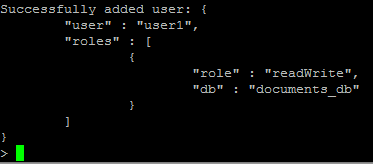 Successfully added user: {
        "user" : "user1",
        "roles" : [
                {
                        "role" : "readWrite",
                        "db" : "documents_db"
                }
        ]
}
>